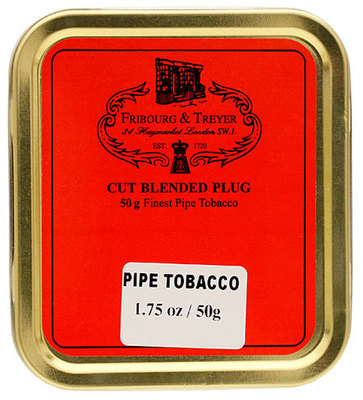 FRIBOURG & TREYER
34 Haymarket London SW.1.
EST. 1720
CUT BLENDED PLUG
50 g Finest Pipe Tobacco
PIPE TOBACCO
1.75 oz / 50g